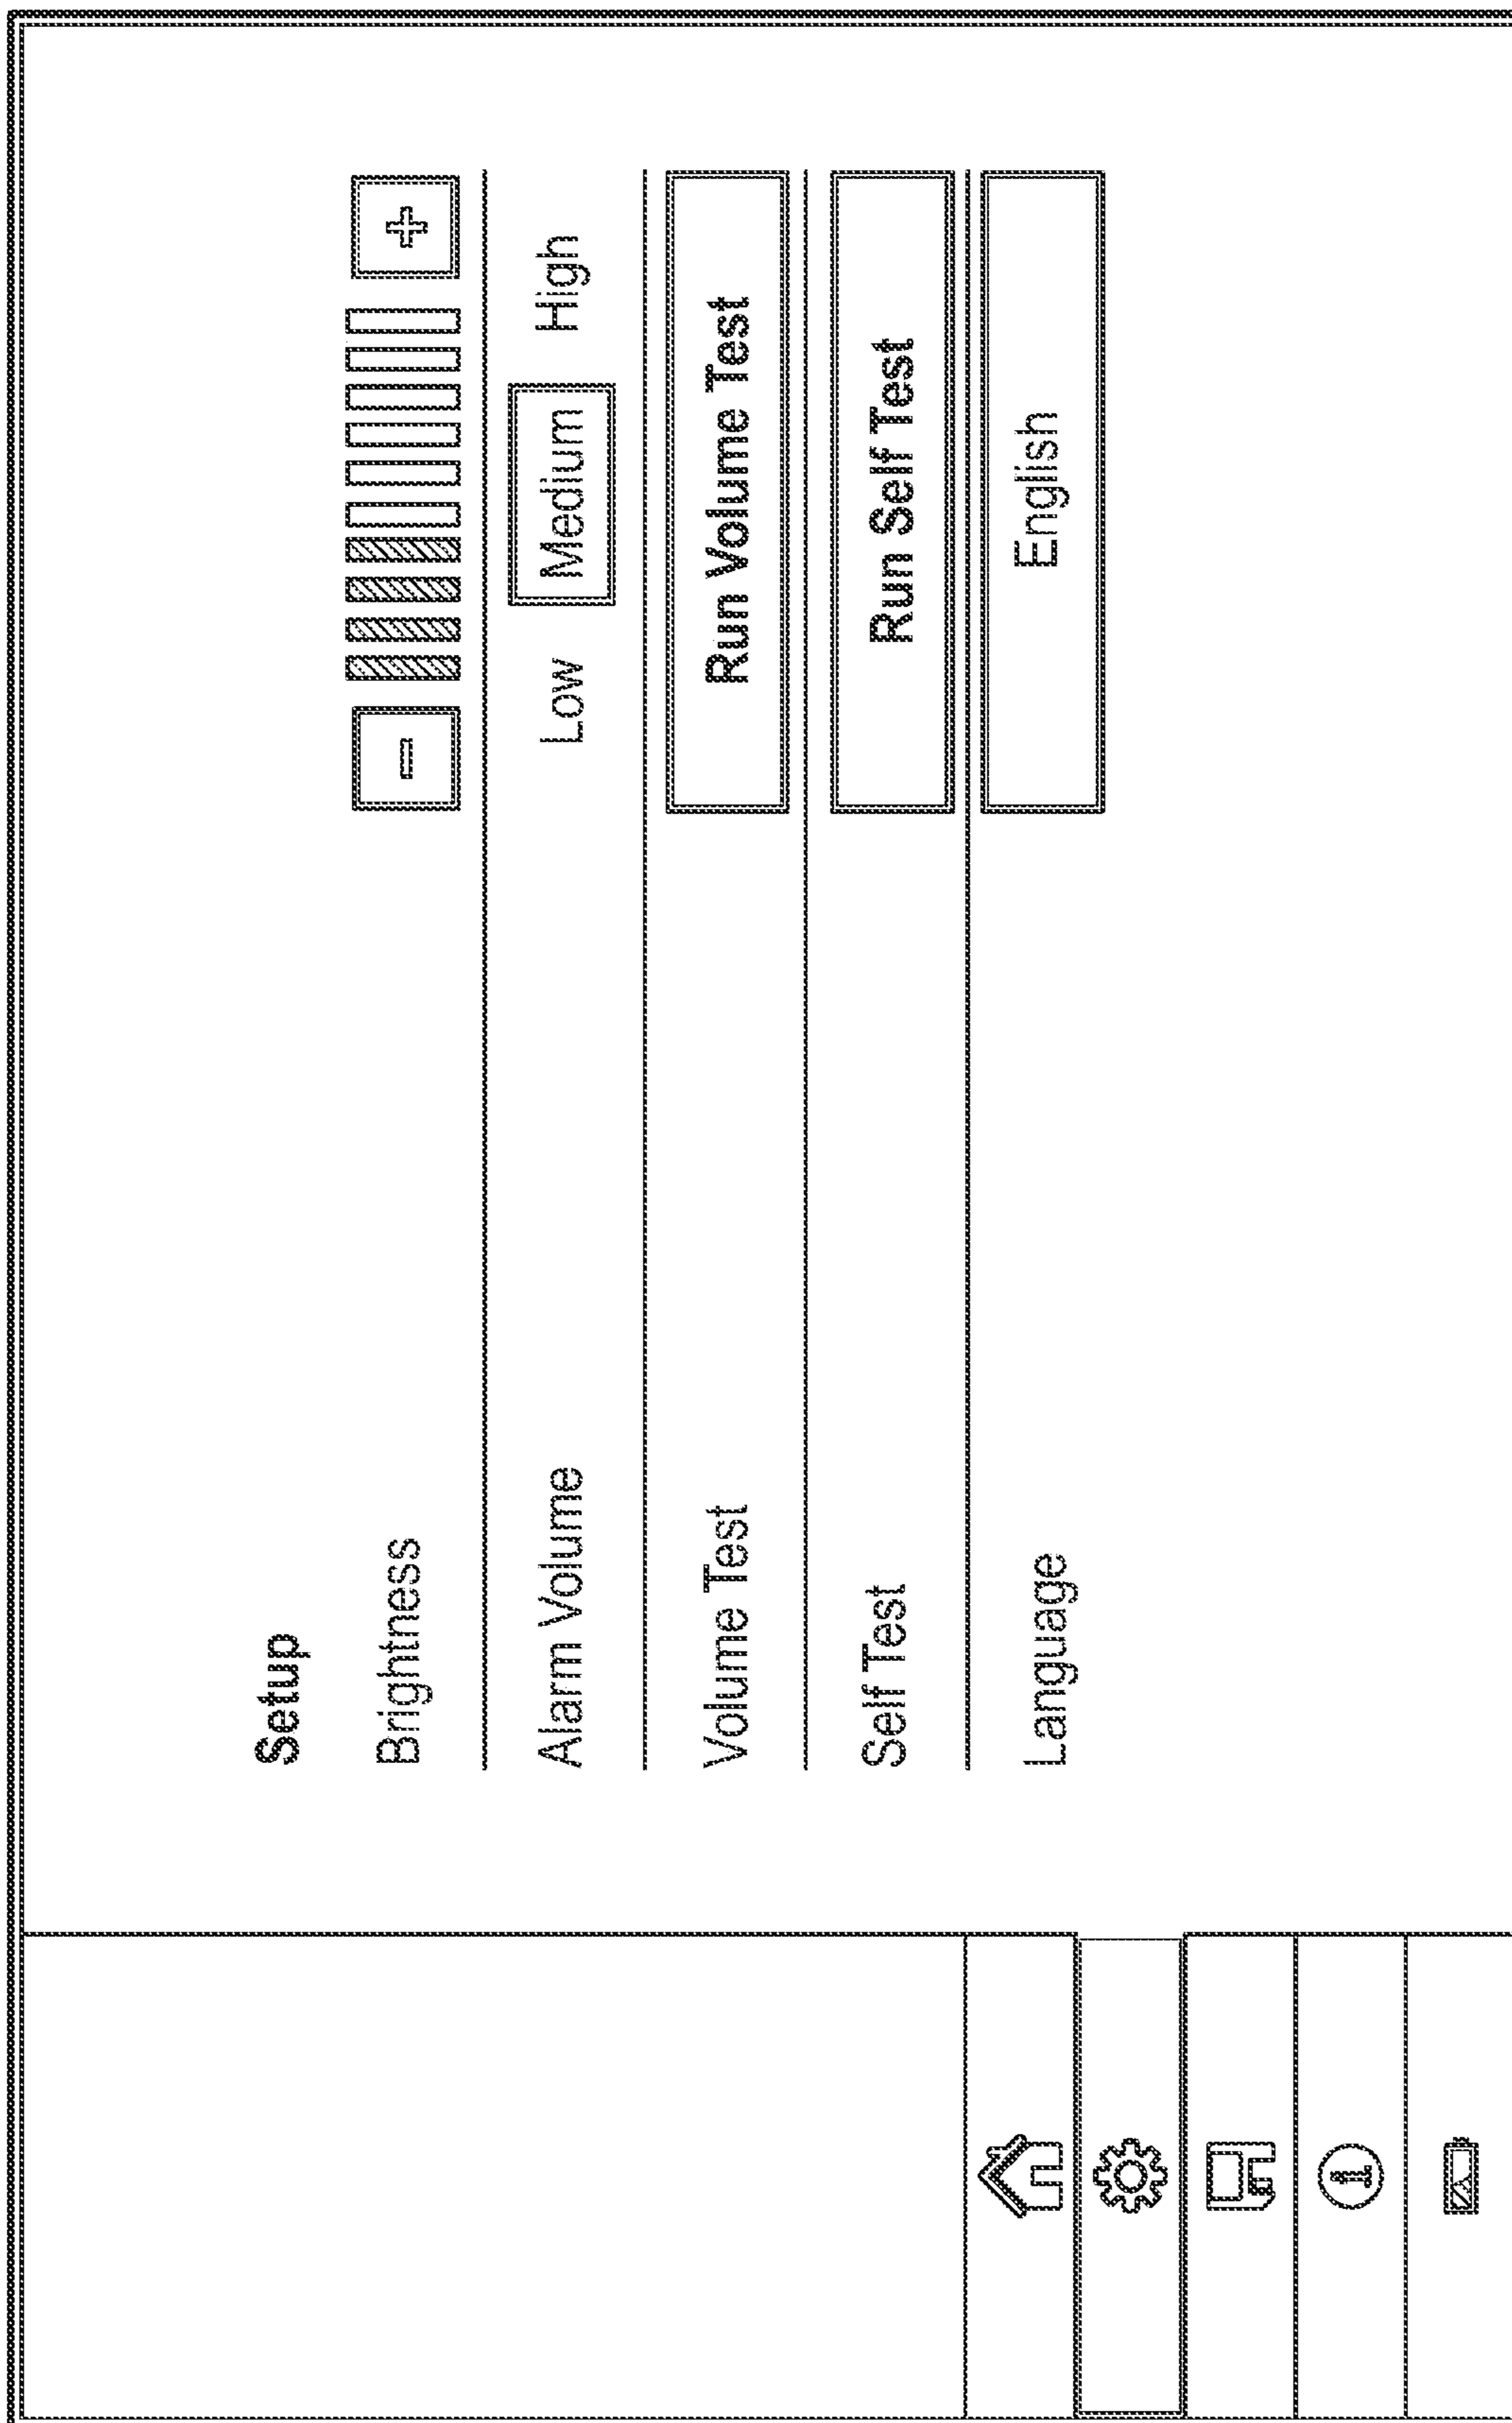 Setup
Brightness - +
Alarm Volume Low Medium High
Volume Test Run Volume Test
Self Test Run Self Test
Language English
i